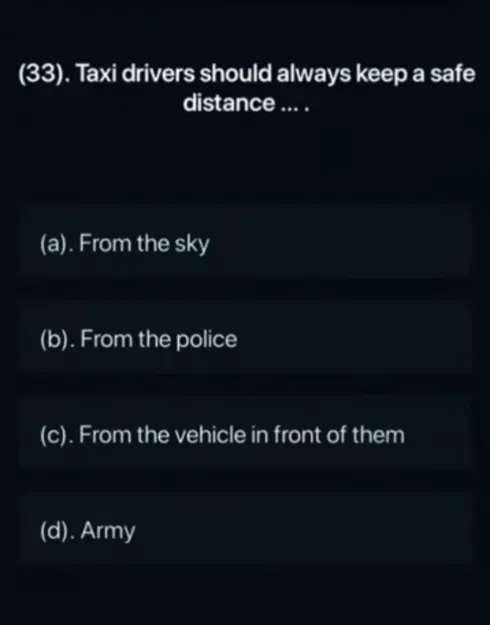 (33). Taxi drivers should always keep a safe
distance ... .
(a). From the sky
(b). From the police
(c). From the vehicle in front of them
(d). Army